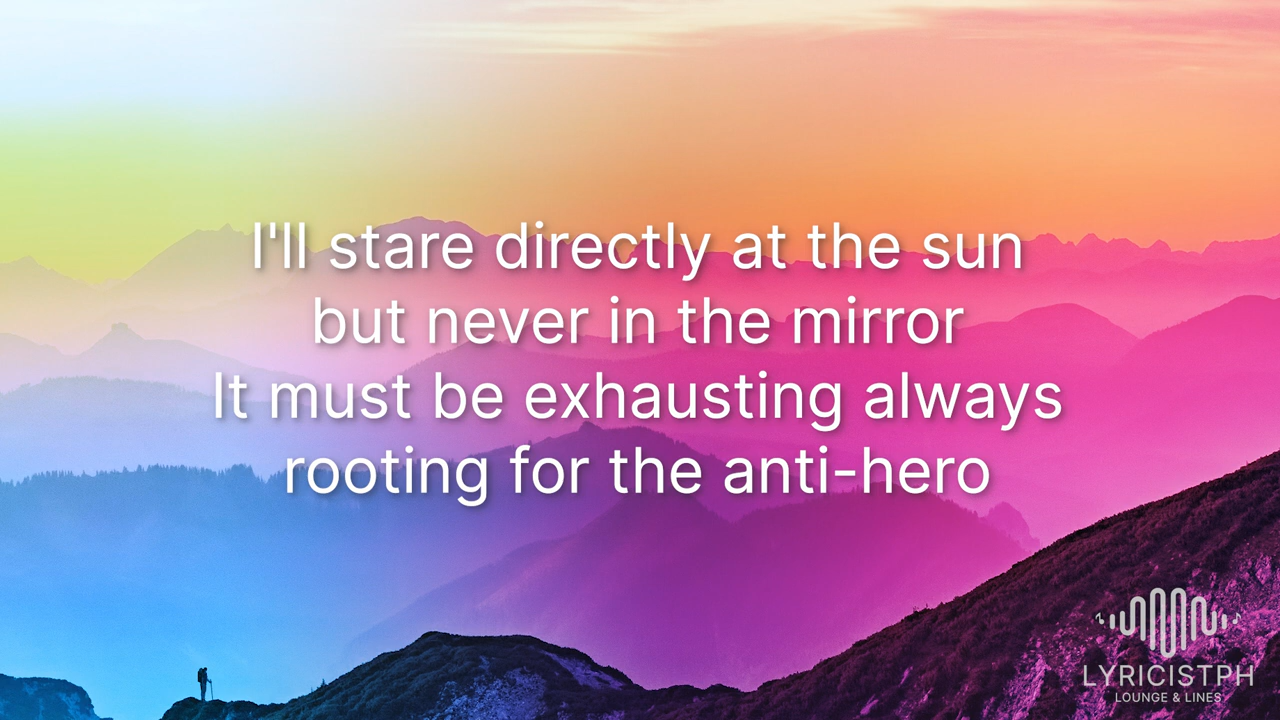 I'll stare directly at the sun
but never in the mirror
It must be exhausting always
rooting for the anti-hero
LYRICISTPH
LOUNGE & LINES